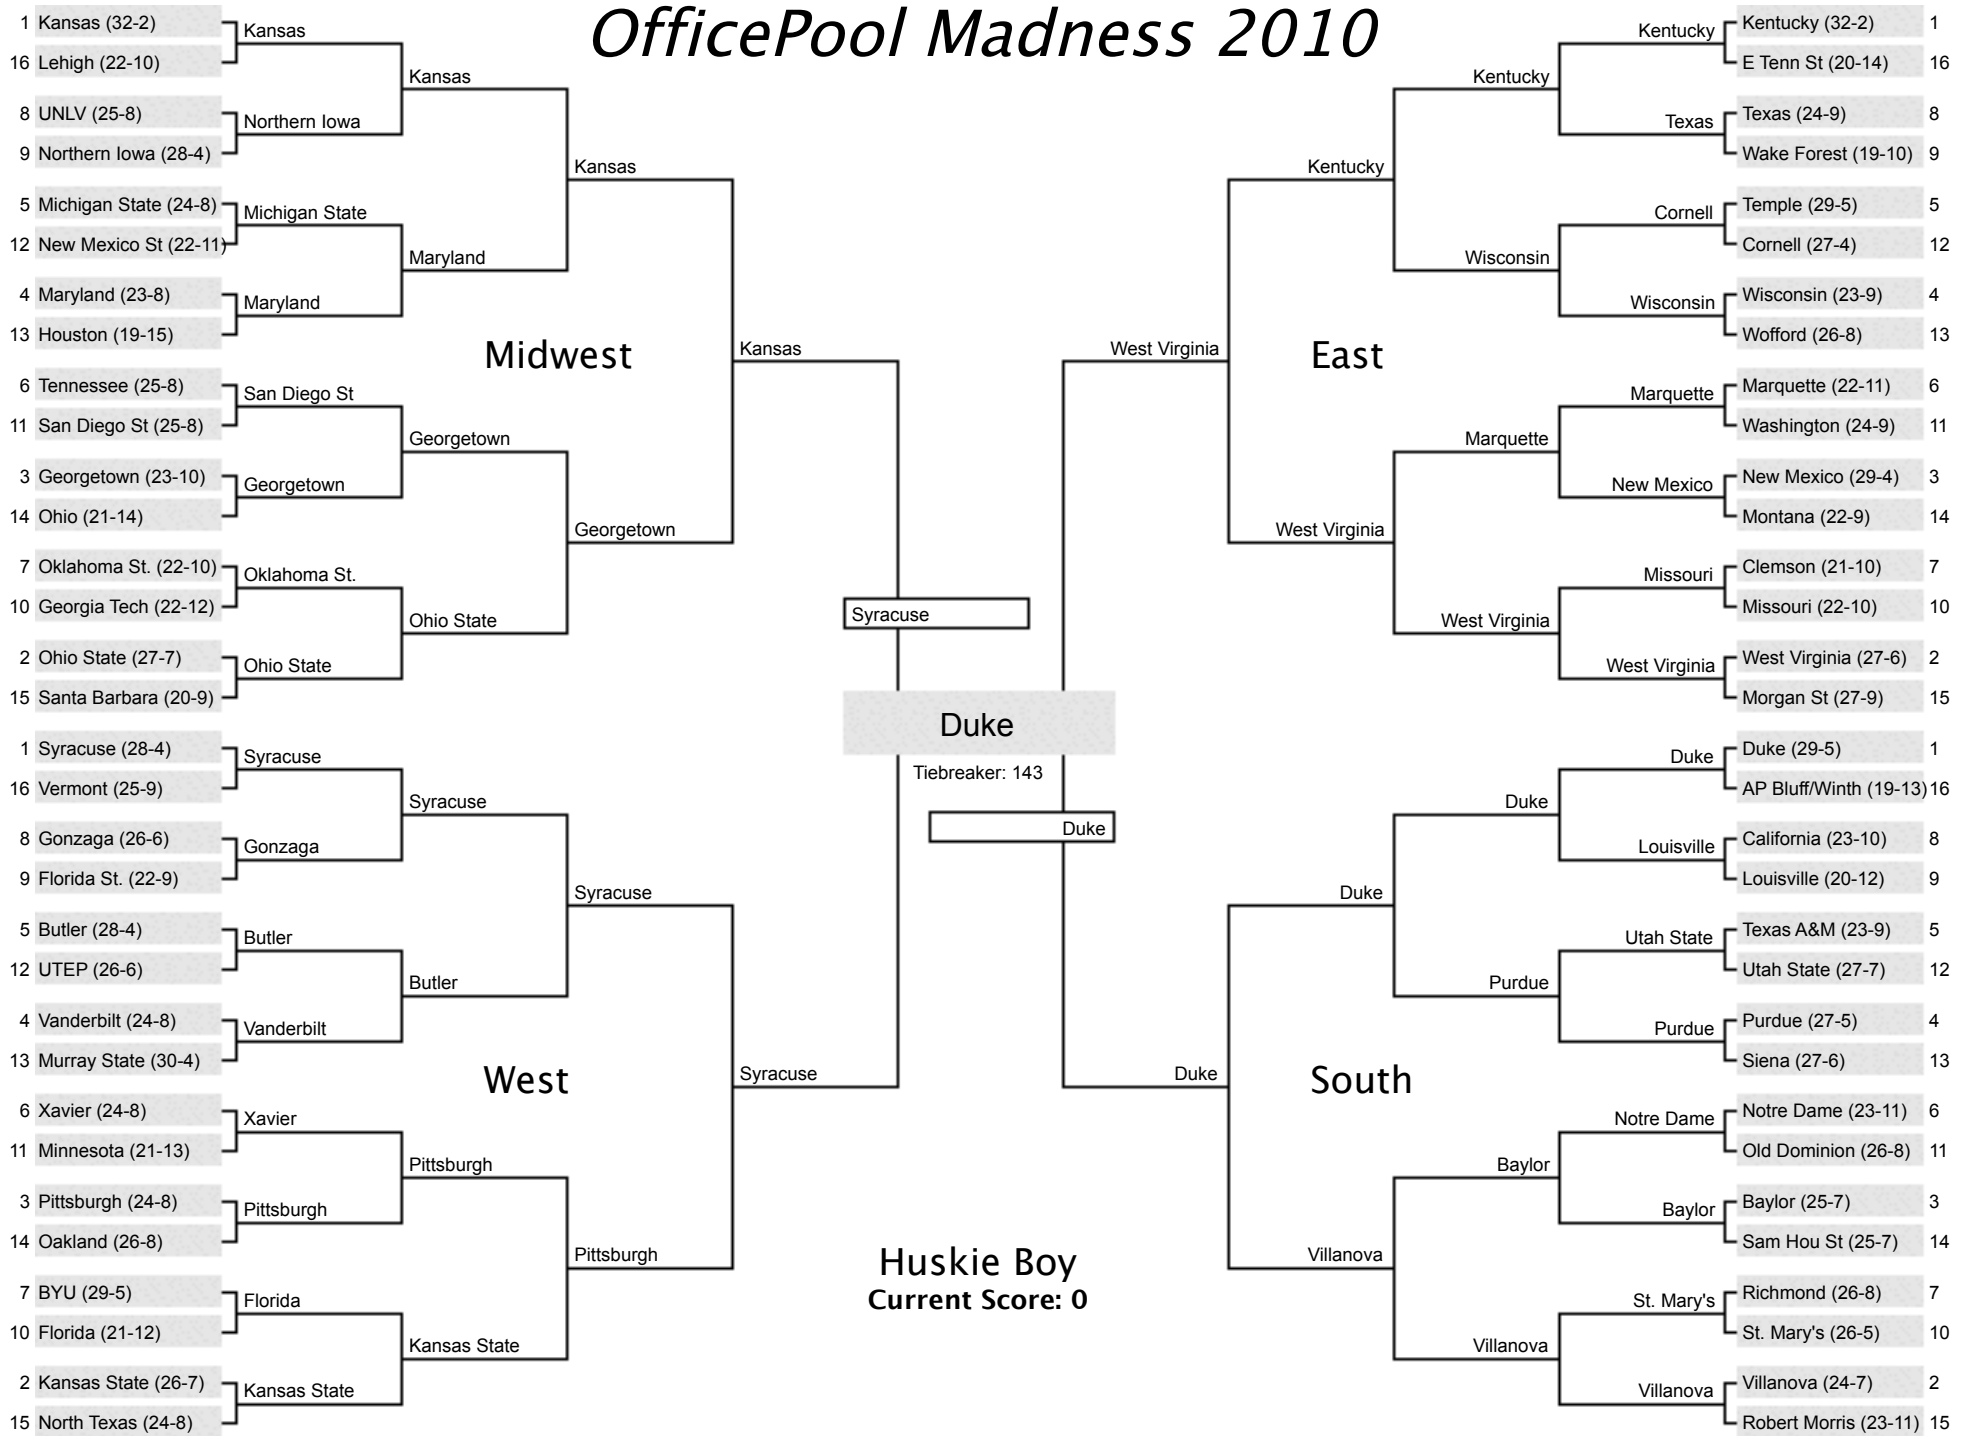 OfficePool Madness 2010
1 Kansas (32-2)
16 Lehigh (22-10)
8 UNLV (25-8)
9 Northern Iowa (28-4)
5 Michigan State (24-8)
12 New Mexico St (22-11)
4 Maryland (23-8)
13 Houston (19-15)
6 Tennessee (25-8)
11 San Diego St (25-8)
3 Georgetown (23-10)
14 Ohio (21-14)
7 Oklahoma St. (22-10)
10 Georgia Tech (22-12)
2 Ohio State (27-7)
15 Santa Barbara (20-9)
Kansas
Northern Iowa
Michigan State
Maryland
San Diego St
Georgetown
Oklahoma St.
Ohio State
Kansas
Maryland
Georgetown
Ohio State
Kansas
Georgetown
Kansas
Midwest
1 Syracuse (28-4)
16 Vermont (25-9)
8 Gonzaga (26-6)
9 Florida St. (22-9)
5 Butler (28-4)
12 UTEP (26-6)
4 Vanderbilt (24-8)
13 Murray State (30-4)
6 Xavier (24-8)
11 Minnesota (21-13)
3 Pittsburgh (24-8)
14 Oakland (26-8)
7 BYU (29-5)
10 Florida (21-12)
2 Kansas State (26-7)
15 North Texas (24-8)
Syracuse
Gonzaga
Butler
Vanderbilt
Xavier
Pittsburgh
Florida
Kansas State
Syracuse
Butler
Pittsburgh
Kansas State
Syracuse
Pittsburgh
Syracuse
West
Syracuse
Duke
Tiebreaker: 143
Duke
Huskie Boy
Current Score: 0
Kentucky (32-2) 1
E Tenn St (20-14) 16
Texas (24-9) 8
Wake Forest (19-10) 9
Temple (29-5) 5
Cornell (27-4) 12
Wisconsin (23-9) 4
Wofford (26-8) 13
Marquette (22-11) 6
Washington (24-9) 11
New Mexico (29-4) 3
Montana (22-9) 14
Clemson (21-10) 7
Missouri (22-10) 10
West Virginia (27-6) 2
Morgan St (27-9) 15
Kentucky
Texas
Cornell
Wisconsin
Marquette
New Mexico
Missouri
West Virginia
Kentucky
Wisconsin
Marquette
West Virginia
Kentucky
West Virginia
West Virginia
East
Duke (29-5) 1
AP Bluff/Winth (19-13) 16
California (23-10) 8
Louisville (20-12) 9
Texas A&M (23-9) 5
Utah State (27-7) 12
Purdue (27-5) 4
Siena (27-6) 13
Notre Dame (23-11) 6
Old Dominion (26-8) 11
Baylor (25-7) 3
Sam Hou St (25-7) 14
Richmond (26-8) 7
St. Mary's (26-5) 10
Villanova (24-7) 2
Robert Morris (23-11) 15
Duke
Louisville
Utah State
Purdue
Notre Dame
Baylor
St. Mary's
Villanova
Duke
Purdue
Baylor
Villanova
Duke
Villanova
Duke
South